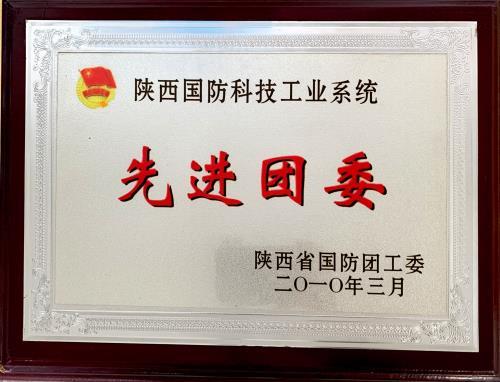 陕西国防科技工业系统
先进团委
陕西省国防团工委
二〇一〇年三月